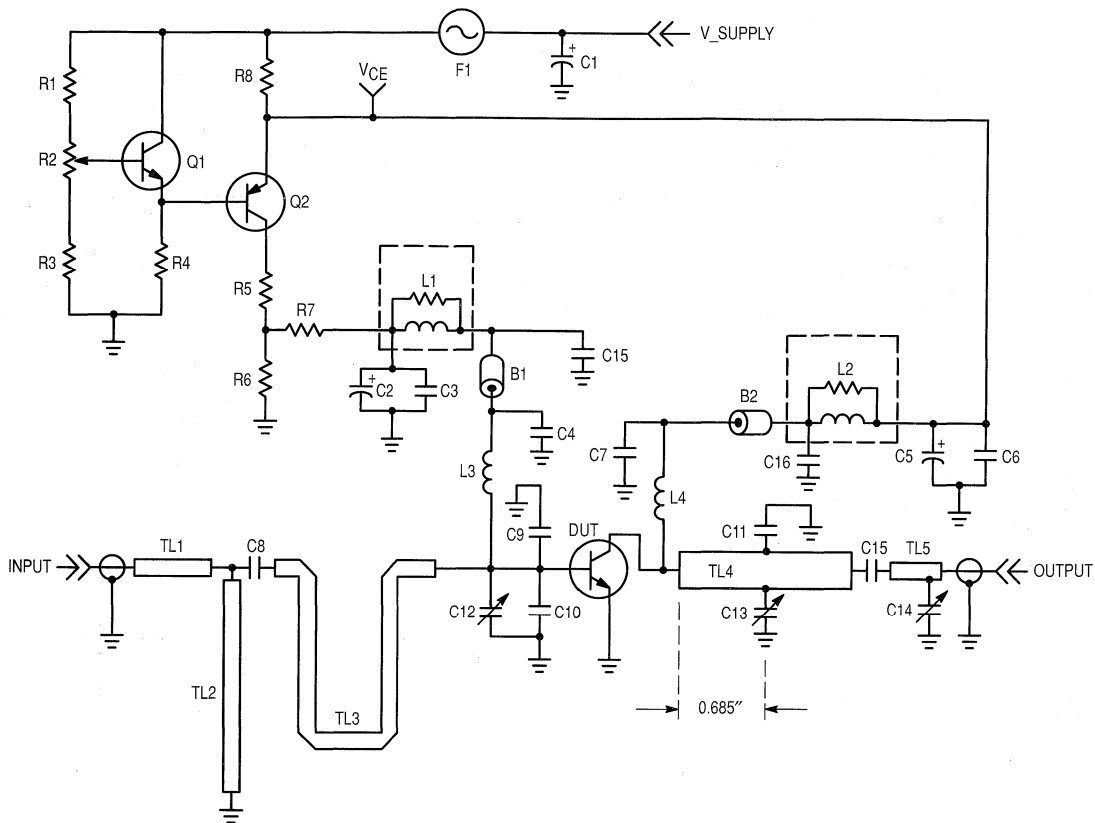 V_SUPPLY
F1
C1
R1
R8
VCE
R2
Q1
Q2
R3
R4
R5
R7
L1
R6
C2
C3
B1
C15
C4
L3
L2
B2
C7
C16
C5
C6
L4
C9
DUT
C11
INPUT
TL1
C8
C12
C10
TL4
C15
TL5
OUTPUT
C13
C14
TL2
TL3
0.685″
+
+
+